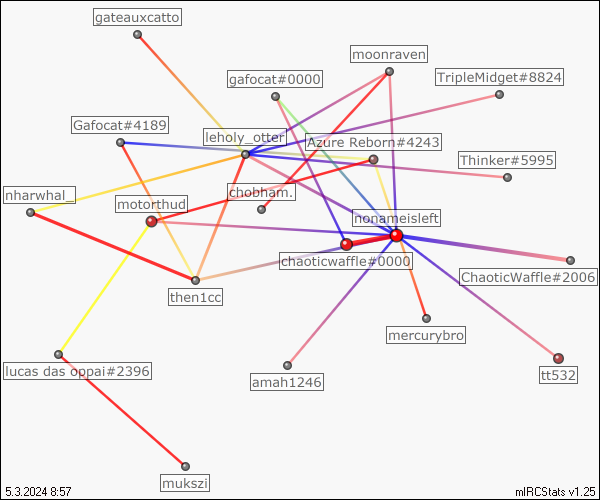 gateauxcatto
moonraven
gafocat#0000
TripleMidget#8824
Gafocat#4189
leholy_otter
Azure Reborn#4243
Thinker#5995
nharwhal_
chobham.
motorthud
nonameisleft
chaoticwaffle#0000
ChaoticWaffle#2006
then1cc
mercurybro
lucas das oppai#2396
amah1246
tt532
mukszi
5.3.2024 8:57
mIRCStats v1.25